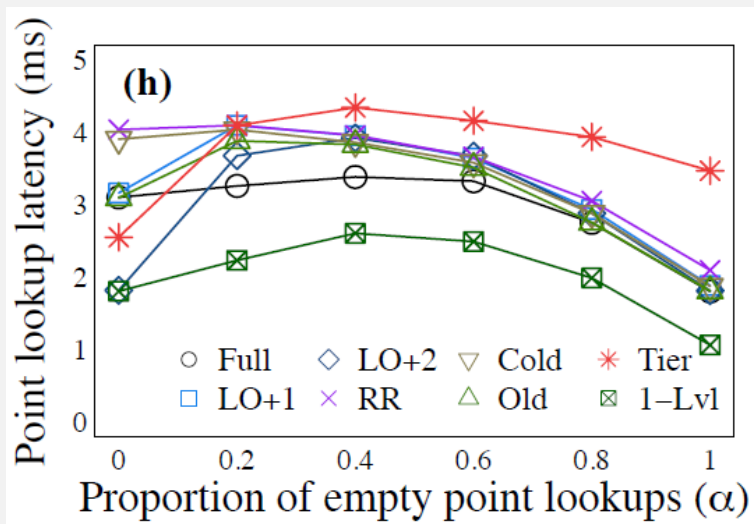 Point lookup latency (ms)
(h)
5
4
3
2
1
0
Full
LO+2
Cold
Tier
LO+1
RR
Old
1−Lvl
0 0.2 0.4 0.6 0.8 1
Proportion of empty point lookups (α)